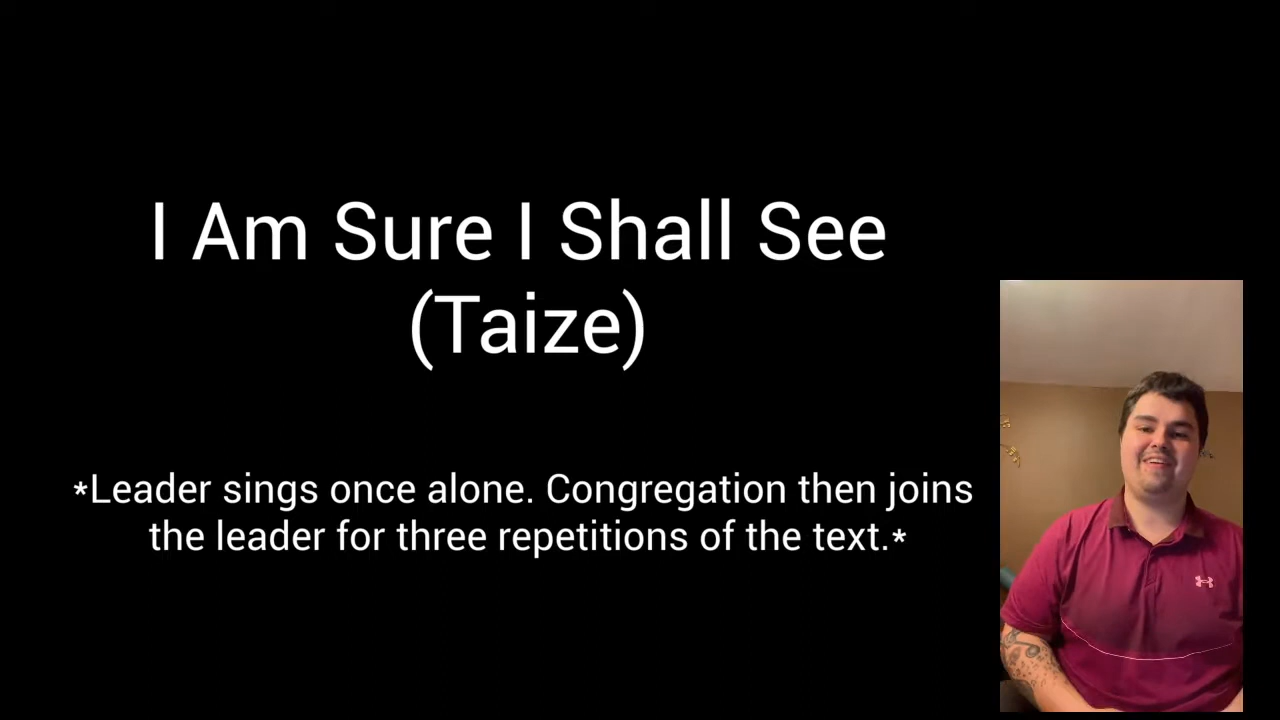 I Am Sure I Shall See
(Taize)
*Leader sings once alone. Congregation then joins
the leader for three repetitions of the text.*